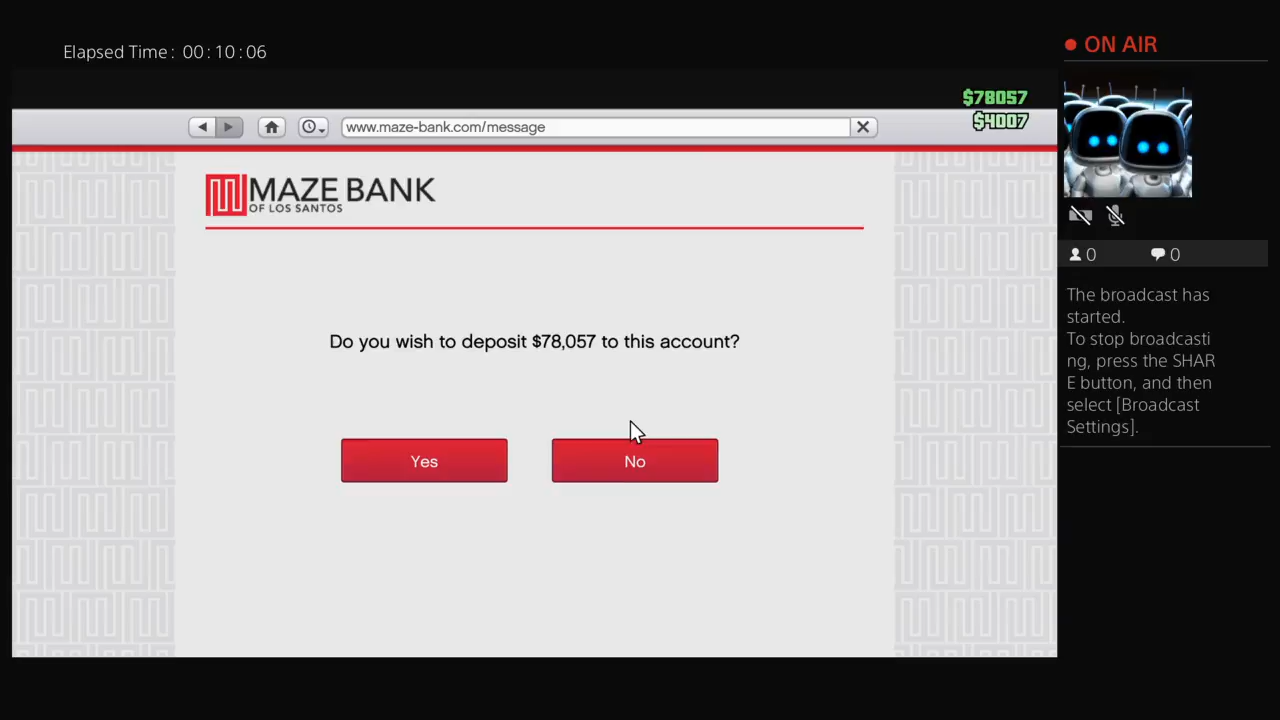 Elapsed Time: 00:10:06
ON AIR
$78057
$4007
www.maze-bank.com/message
MAZE BANK
OF LOS SANTOS
Do you wish to deposit $78,057 to this account?
Yes
No
0
0
The broadcast has
started.
To stop broadcasti
ng, press the SHAR
E button, and then
select [Broadcast
Settings].